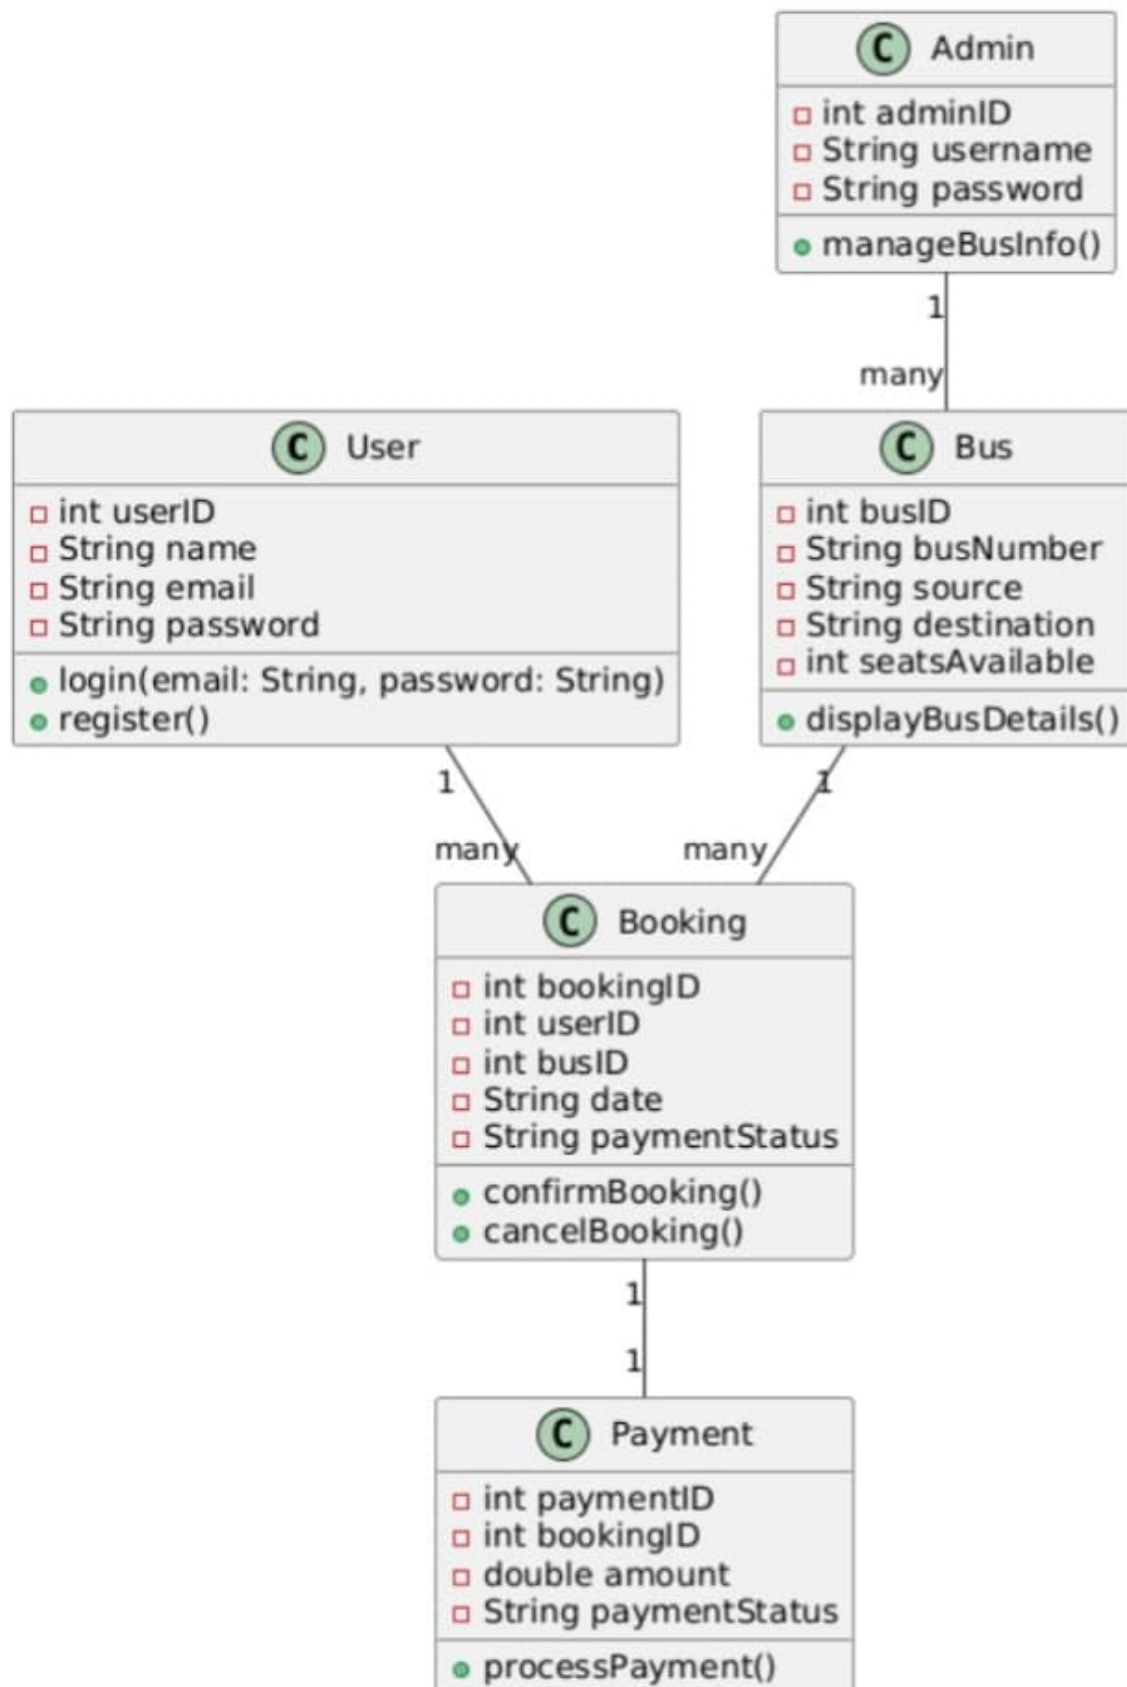 C Admin
int adminID
String username
String password
manageBusInfo()
1
many
C User
int userID
String name
String email
String password
login(email: String, password: String)
register()
C Bus
int busID
String busNumber
String source
String destination
int seatsAvailable
displayBusDetails()
1
many
1
many
C Booking
int bookingID
int userID
int busID
String date
String paymentStatus
confirmBooking()
cancelBooking()
1
1
C Payment
int paymentID
int bookingID
double amount
String paymentStatus
processPayment()